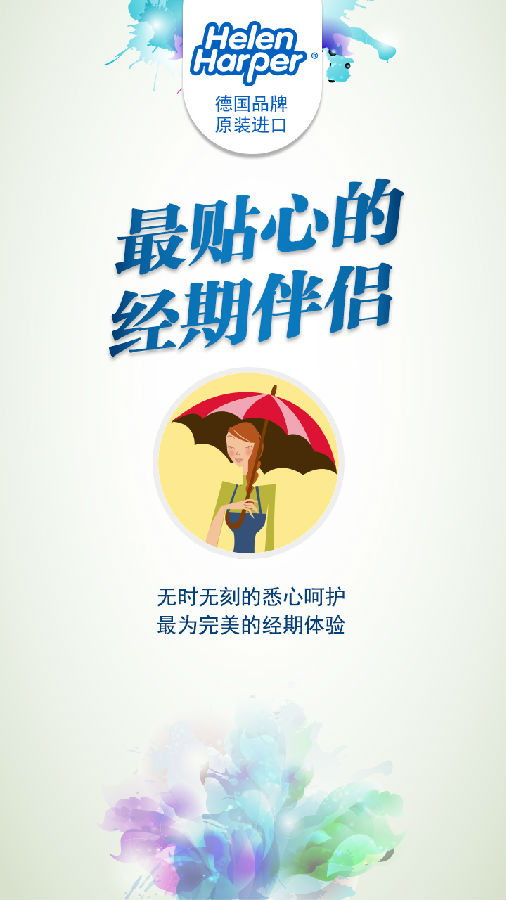 Helen
Harper®
德国品牌
原装进口
最贴心的
经期伴侣
无时无刻的悉心呵护
最为完美的经期体验